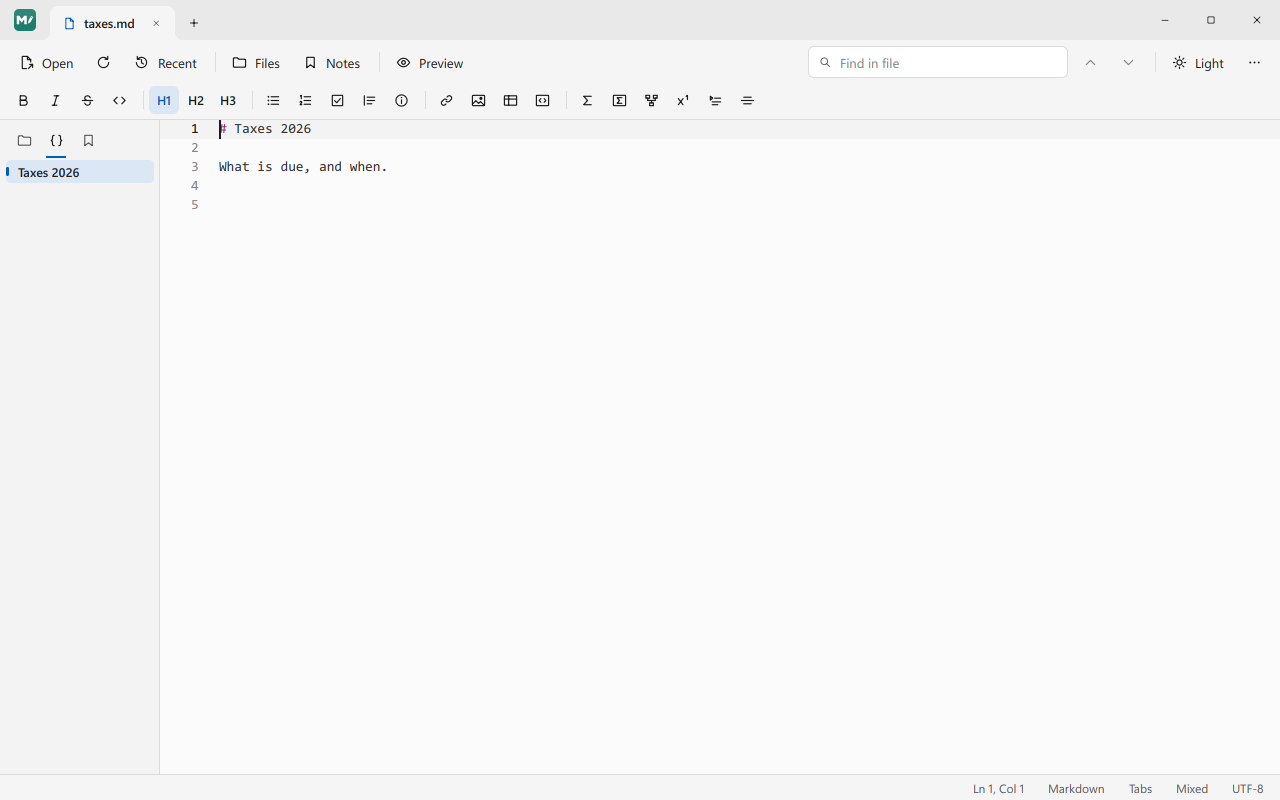 taxes.md
Open
Recent
Files
Notes
Preview
Find in file
Light
H1
H2
H3
Taxes 2026
1 # Taxes 2026
2
3 What is due, and when.
4
5
Ln 1, Col 1
Markdown
Tabs
Mixed
UTF-8